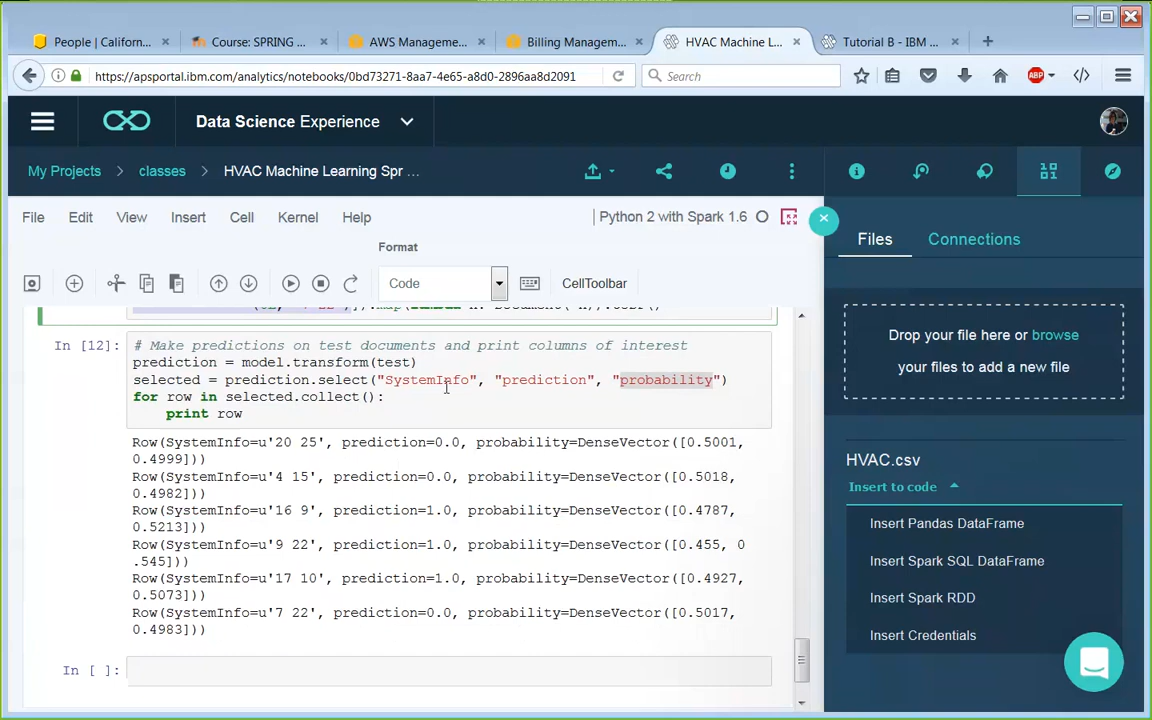 People | Californ...
Course: SPRING ...
AWS Manageme...
Billing Managem...
HVAC Machine L...
Tutorial B - IBM ...
https://apsportal.ibm.com/analytics/notebooks/0bd73271-8aa7-4e65-a8d0-2896aa8d2091
Search
ABP
Data Science Experience
My Projects > classes > HVAC Machine Learning Spr ...
File Edit View Insert Cell Kernel Help
Python 2 with Spark 1.6
Format
Code
CellToolbar
In [12]:
# Make predictions on test documents and print columns of interest
prediction = model.transform(test)
selected = prediction.select("SystemInfo", "prediction", "probability")
for row in selected.collect():
    print row
Row(SystemInfo=u'20 25', prediction=0.0, probability=DenseVector([0.5001,
0.4999]))
Row(SystemInfo=u'4 15', prediction=0.0, probability=DenseVector([0.5018,
0.4982]))
Row(SystemInfo=u'16 9', prediction=1.0, probability=DenseVector([0.4787,
0.5213]))
Row(SystemInfo=u'9 22', prediction=1.0, probability=DenseVector([0.455, 0
.545]))
Row(SystemInfo=u'17 10', prediction=1.0, probability=DenseVector([0.4927,
0.5073]))
Row(SystemInfo=u'7 22', prediction=0.0, probability=DenseVector([0.5017,
0.4983]))
In [ ]:
Files
Connections
Drop your file here or browse
your files to add a new file
HVAC.csv
Insert to code
Insert Pandas DataFrame
Insert Spark SQL DataFrame
Insert Spark RDD
Insert Credentials